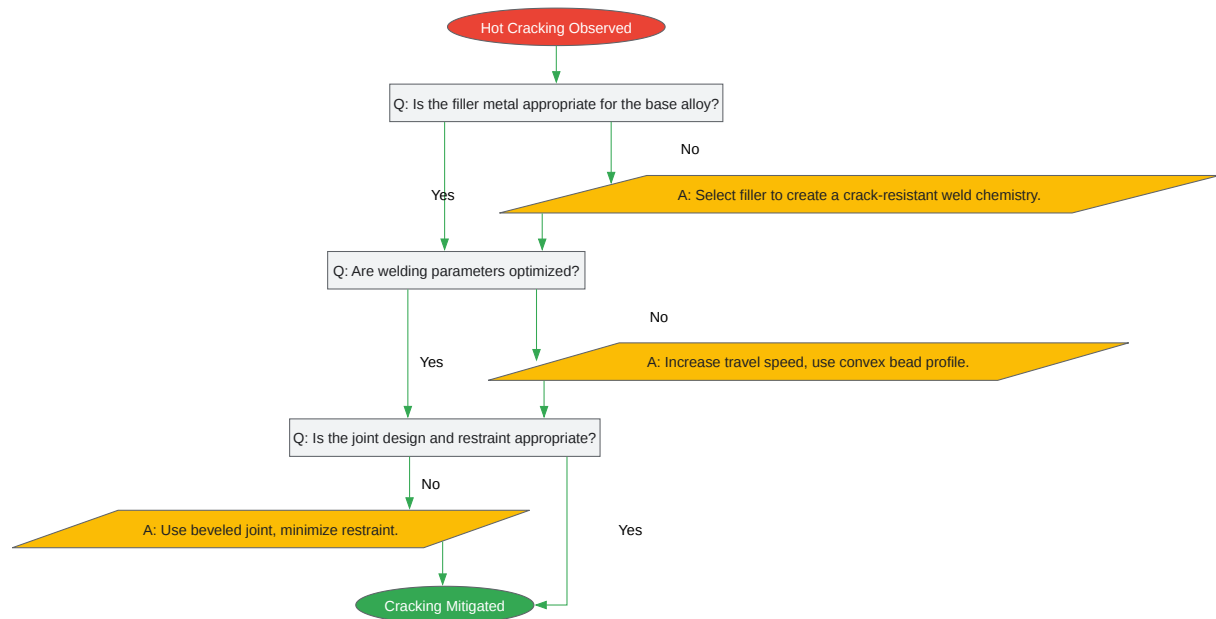 Hot Cracking Observed
Q: Is the filler metal appropriate for the base alloy?
No
Yes
A: Select filler to create a crack-resistant weld chemistry.
Q: Are welding parameters optimized?
No
Yes
A: Increase travel speed, use convex bead profile.
Q: Is the joint design and restraint appropriate?
No
A: Use beveled joint, minimize restraint.
Yes
Cracking Mitigated